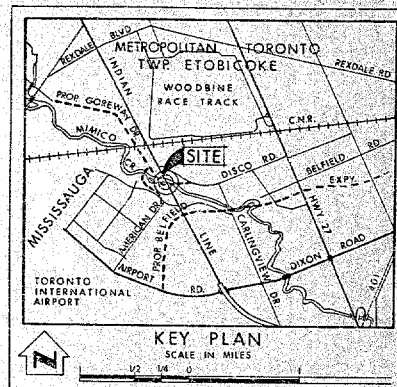 REXDALE BLVD
METROPOLITAN TORONTO
TWP. ETOBICOKE
REXDALE RD
INDIAN
WOODBINE
RACE TRACK
PROP. GOREWAY DR.
C.N.R.
MIMICO
CR.
SITE
DISCO RD.
BELFIELD RD
EXPY.
MISSISSAUGA
AMERICAN DR.
PROP. BELFIELD
LINE
CARLINGVIEW DR.
HWY. 27
DIXON ROAD
401
AIRPORT RD.
TORONTO
INTERNATIONAL
AIRPORT
KEY PLAN
SCALE IN MILES
1/2 1/4 0 1